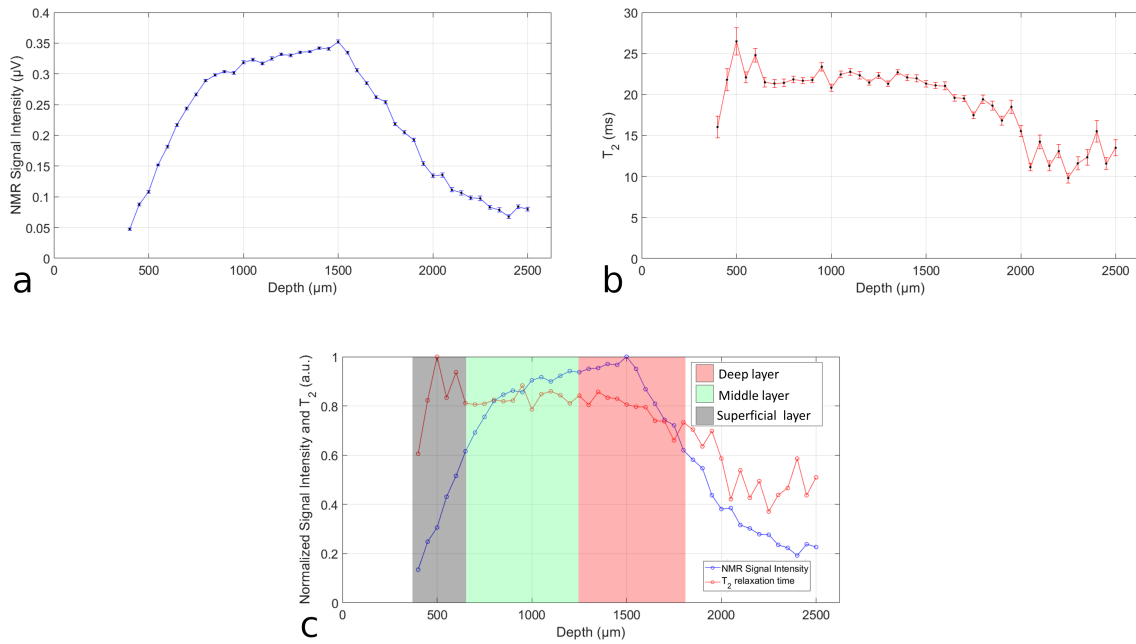 0.4
0.35
0.3
0.25
0.2
0.15
0.1
0.05
0
NMR Signal Intensity (µV)
0 500 1000 1500 2000 2500
Depth (µm)
a
30
25
20
15
10
5
0
T2 (ms)
0 500 1000 1500 2000 2500
Depth (µm)
b
1
0.8
0.6
0.4
0.2
0
Normalized Signal Intensity and T2 (a.u.)
Deep layer
Middle layer
Superficial layer
NMR Signal Intensity
T2 relaxation time
0 500 1000 1500 2000 2500
Depth (µm)
c